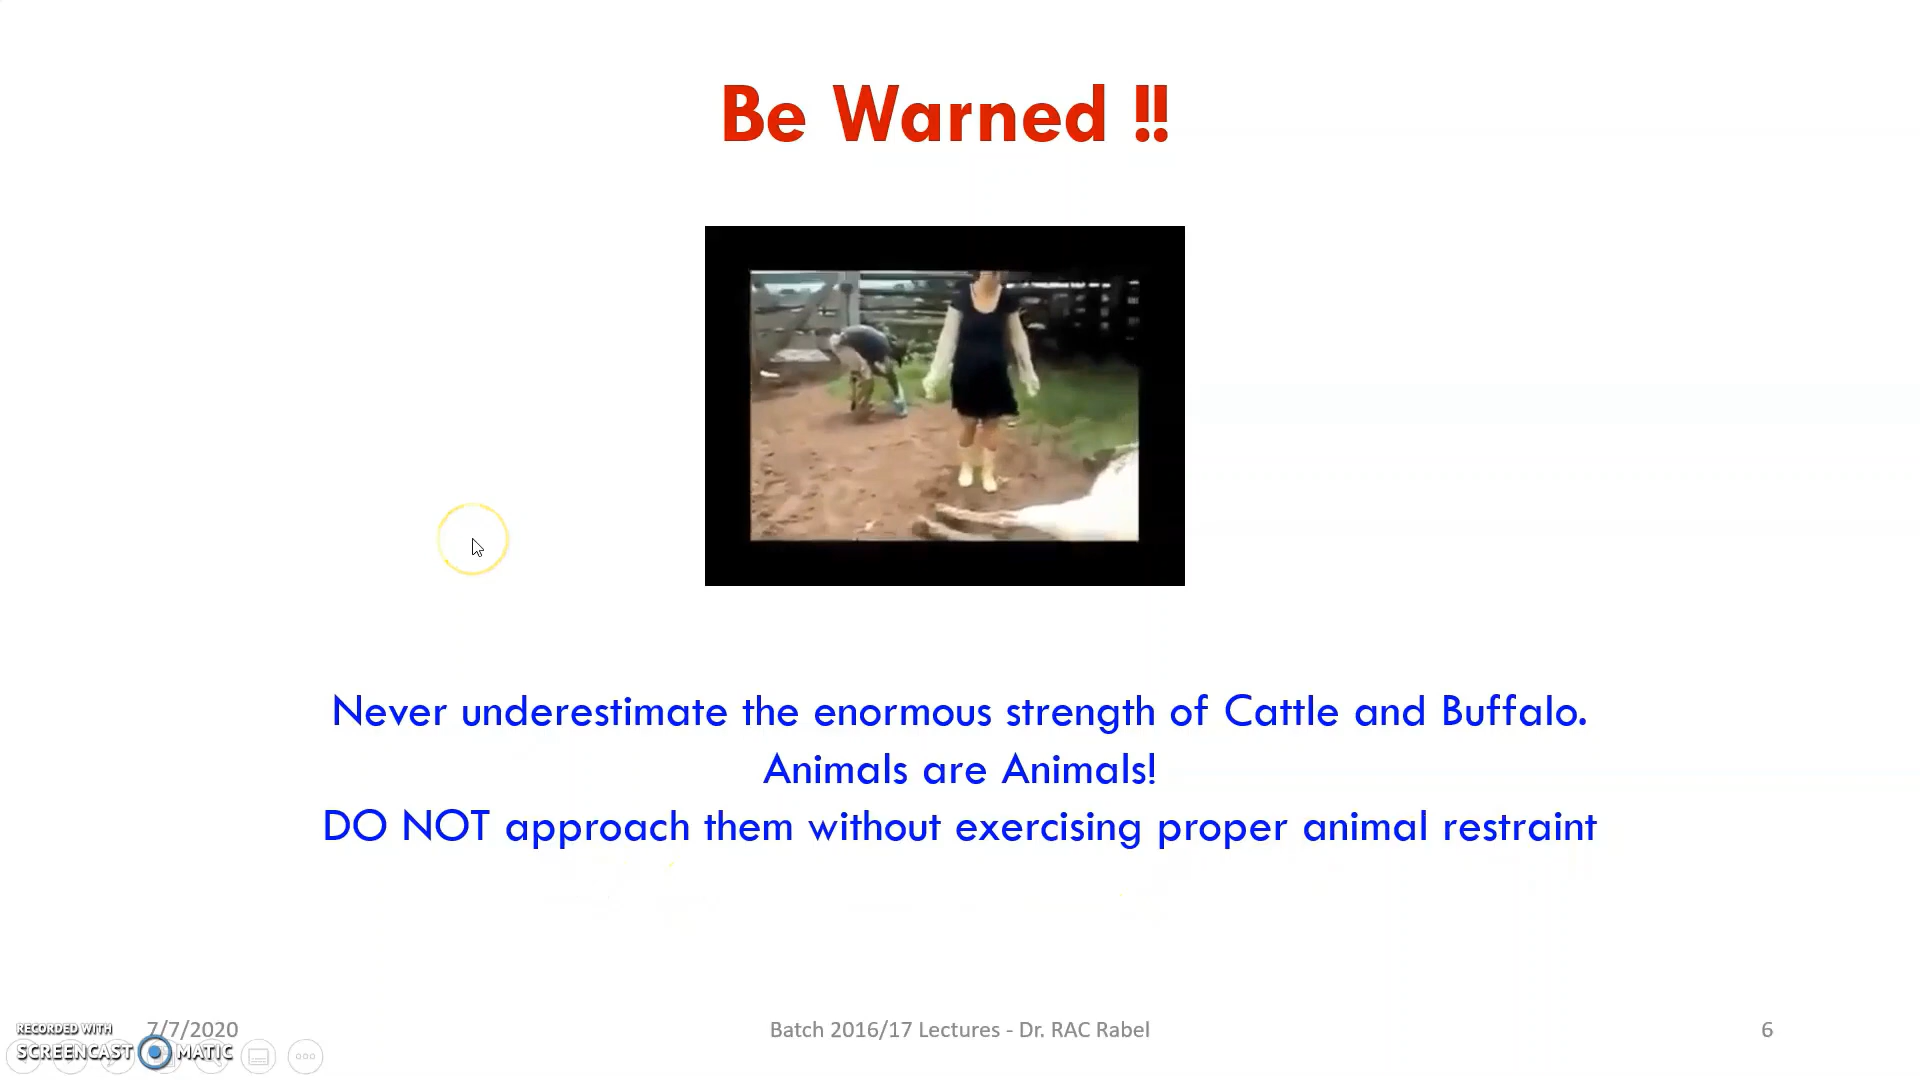 Be Warned !!
Never underestimate the enormous strength of Cattle and Buffalo.
Animals are Animals!
DO NOT approach them without exercising proper animal restraint
RECORDED WITH
SCREENCAST MATIC
7/7/2020
Batch 2016/17 Lectures - Dr. RAC Rabel
6